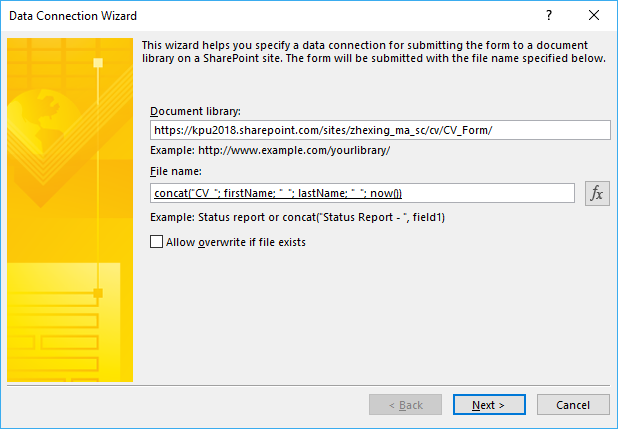 Data Connection Wizard
This wizard helps you specify a data connection for submitting the form to a document
library on a SharePoint site. The form will be submitted with the file name specified below.
Document library:
https://kpu2018.sharepoint.com/sites/zhexing_ma_sc/cv/CV_Form/
Example: http://www.example.com/yourlibrary/
File name:
concat("CV_"; firstName; "_"; lastName; "_"; now())
fx
Example: Status report or concat("Status Report - ", field1)
Allow overwrite if file exists
< Back
Next >
Cancel